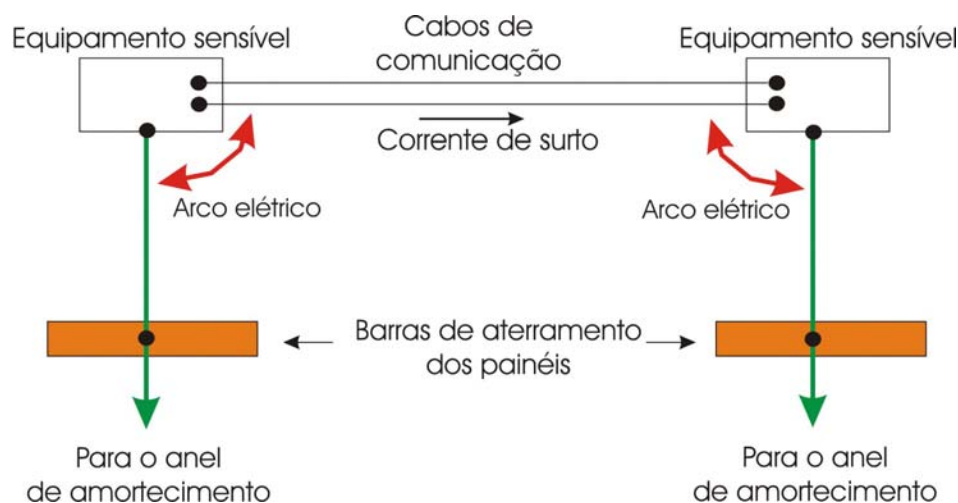 Equipamento sensível
Cabos de
comunicação
Equipamento sensível
Corrente de surto
Arco elétrico
Arco elétrico
Barras de aterramento
dos painéis
Para o anel
de amortecimento
Para o anel
de amortecimento